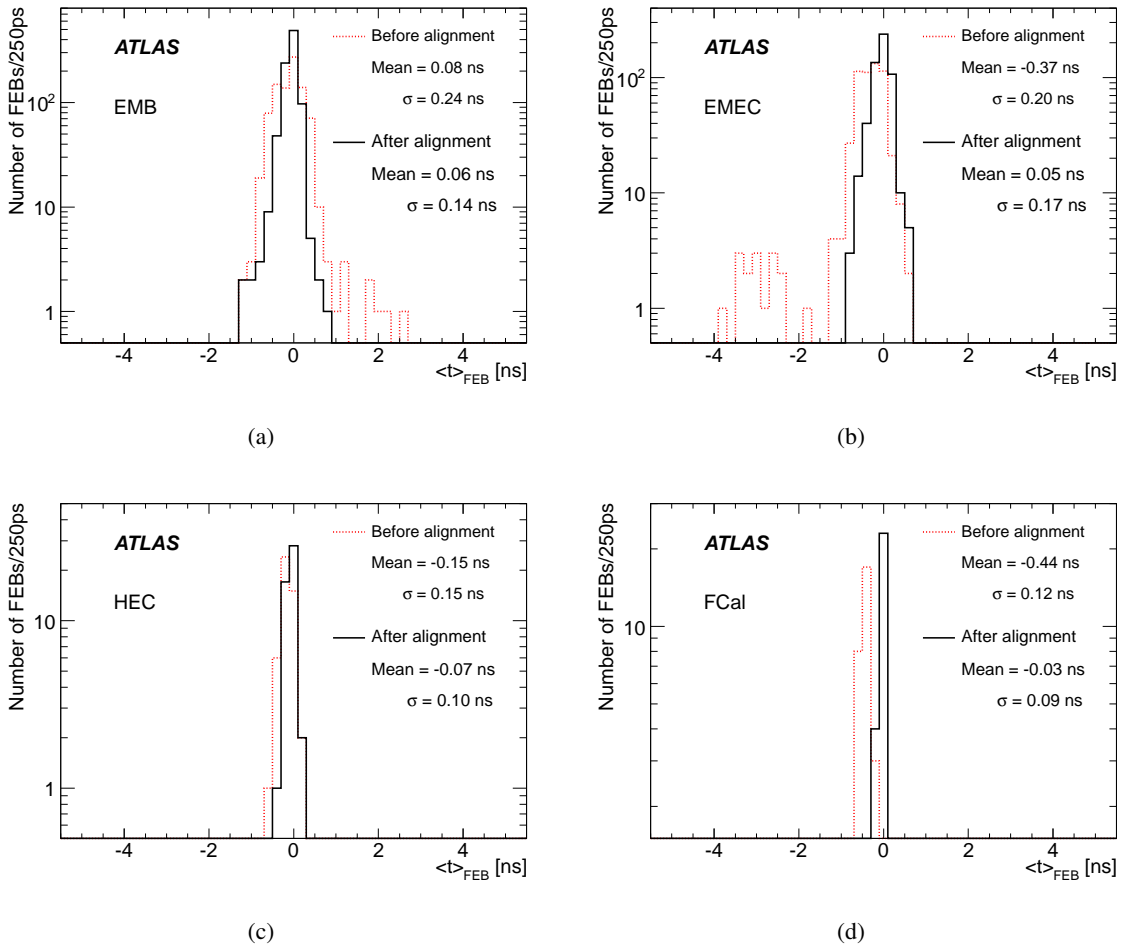 Number of FEBs/250ps
ATLAS
EMB
Before alignment
Mean = 0.08 ns
σ = 0.24 ns
After alignment
Mean = 0.06 ns
σ = 0.14 ns
10²
10
1
-4 -2 0 2 4
<t>FEB [ns]
(a)
Number of FEBs/250ps
ATLAS
EMEC
Before alignment
Mean = -0.37 ns
σ = 0.20 ns
After alignment
Mean = 0.05 ns
σ = 0.17 ns
10²
10
1
-4 -2 0 2 4
<t>FEB [ns]
(b)
Number of FEBs/250ps
ATLAS
HEC
Before alignment
Mean = -0.15 ns
σ = 0.15 ns
After alignment
Mean = -0.07 ns
σ = 0.10 ns
10
1
-4 -2 0 2 4
<t>FEB [ns]
(c)
Number of FEBs/250ps
ATLAS
FCal
Before alignment
Mean = -0.44 ns
σ = 0.12 ns
After alignment
Mean = -0.03 ns
σ = 0.09 ns
10
-4 -2 0 2 4
<t>FEB [ns]
(d)